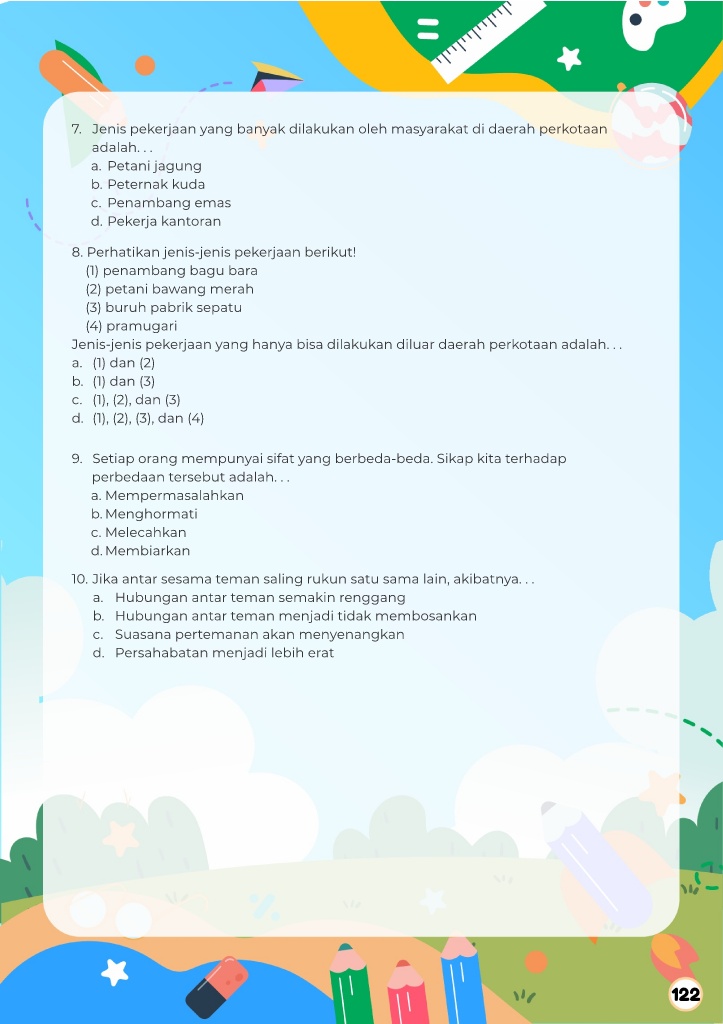 7. Jenis pekerjaan yang banyak dilakukan oleh masyarakat di daerah perkotaan
adalah. . .
a. Petani jagung
b. Peternak kuda
c. Penambang emas
d. Pekerja kantoran
8. Perhatikan jenis-jenis pekerjaan berikut!
(1) penambang bagu bara
(2) petani bawang merah
(3) buruh pabrik sepatu
(4) pramugari
Jenis-jenis pekerjaan yang hanya bisa dilakukan diluar daerah perkotaan adalah. . .
a. (1) dan (2)
b. (1) dan (3)
c. (1), (2), dan (3)
d. (1), (2), (3), dan (4)
9. Setiap orang mempunyai sifat yang berbeda-beda. Sikap kita terhadap
perbedaan tersebut adalah. . .
a. Mempermasalahkan
b. Menghormati
c. Melecahkan
d. Membiarkan
10. Jika antar sesama teman saling rukun satu sama lain, akibatnya. . .
a. Hubungan antar teman semakin renggang
b. Hubungan antar teman menjadi tidak membosankan
c. Suasana pertemanan akan menyenangkan
d. Persahabatan menjadi lebih erat
122